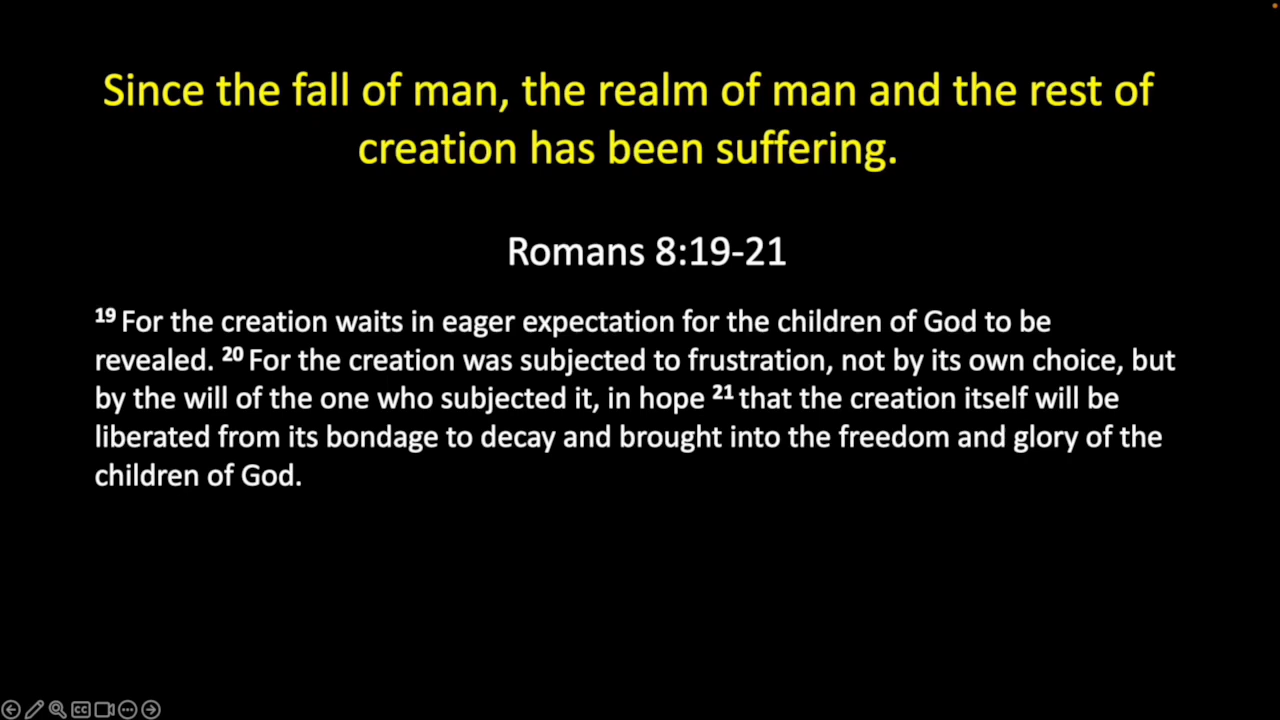 Since the fall of man, the realm of man and the rest of
creation has been suffering.
Romans 8:19-21
19 For the creation waits in eager expectation for the children of God to be
revealed. 20 For the creation was subjected to frustration, not by its own choice, but
by the will of the one who subjected it, in hope 21 that the creation itself will be
liberated from its bondage to decay and brought into the freedom and glory of the
children of God.
CC